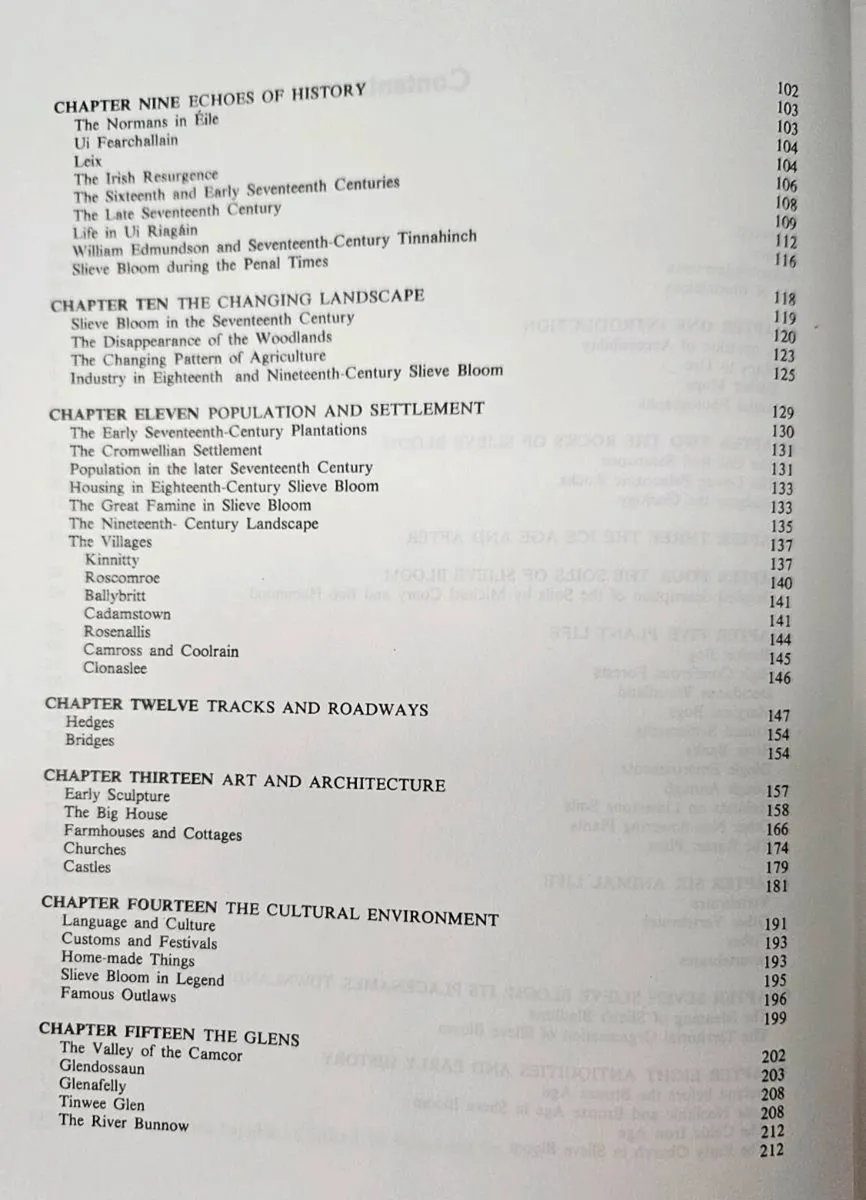 CHAPTER NINE ECHOES OF HISTORY 102
The Normans in Éile 103
Ui Fearchallain 103
Leix 104
The Irish Resurgence 104
The Sixteenth and Early Seventeenth Centuries 106
The Late Seventeenth Century 108
Life in Ui Riagáin 109
William Edmundson and Seventeenth-Century Tinnahinch 112
Slieve Bloom during the Penal Times 116
CHAPTER TEN THE CHANGING LANDSCAPE 118
Slieve Bloom in the Seventeenth Century 119
The Disappearance of the Woodlands 120
The Changing Pattern of Agriculture 123
Industry in Eighteenth and Nineteenth-Century Slieve Bloom 125
CHAPTER ELEVEN POPULATION AND SETTLEMENT 129
The Early Seventeenth-Century Plantations 130
The Cromwellian Settlement 131
Population in the later Seventeenth Century 131
Housing in Eighteenth-Century Slieve Bloom 133
The Great Famine in Slieve Bloom 133
The Nineteenth- Century Landscape 135
The Villages 137
Kinnitty 137
Roscomroe 140
Ballybritt 141
Cadamstown 141
Rosenallis 144
Camross and Coolrain 145
Clonaslee 146
CHAPTER TWELVE TRACKS AND ROADWAYS 147
Hedges 154
Bridges 154
CHAPTER THIRTEEN ART AND ARCHITECTURE 157
Early Sculpture 158
The Big House 166
Farmhouses and Cottages 174
Churches 179
Castles 181
CHAPTER FOURTEEN THE CULTURAL ENVIRONMENT 191
Language and Culture 193
Customs and Festivals 193
Home-made Things 195
Slieve Bloom in Legend 196
Famous Outlaws 199
CHAPTER FIFTEEN THE GLENS 202
The Valley of the Camcor 203
Glendossaun 208
Glenafelly 208
Tinwee Glen 212
The River Bunnow 212